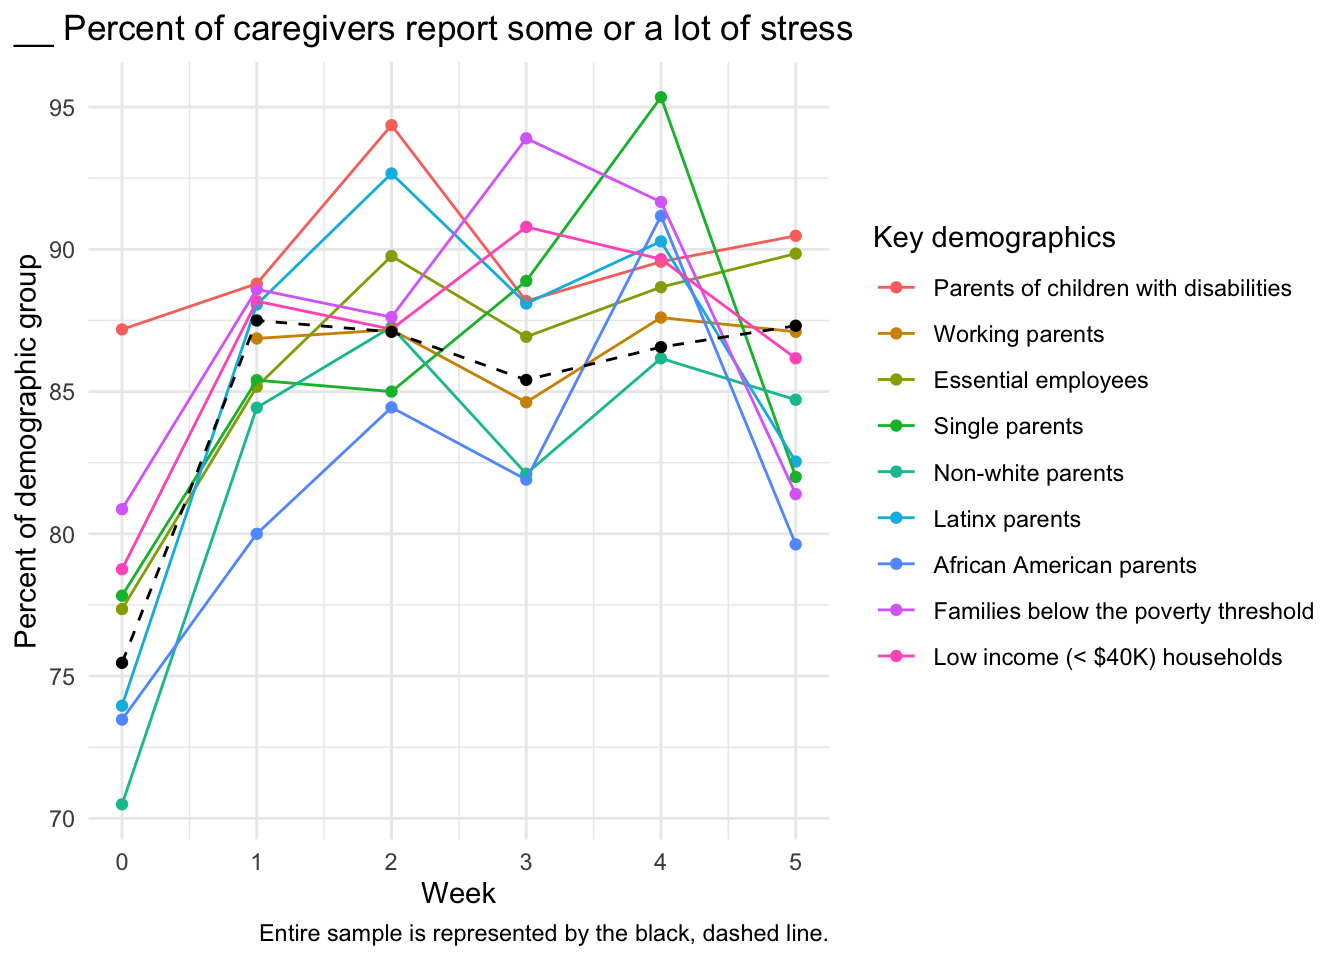 __ Percent of caregivers report some or a lot of stress
Percent of demographic group
95
90
85
80
75
70
0 1 2 3 4 5
Week
Entire sample is represented by the black, dashed line.
Key demographics
Parents of children with disabilities
Working parents
Essential employees
Single parents
Non-white parents
Latinx parents
African American parents
Families below the poverty threshold
Low income (< $40K) households